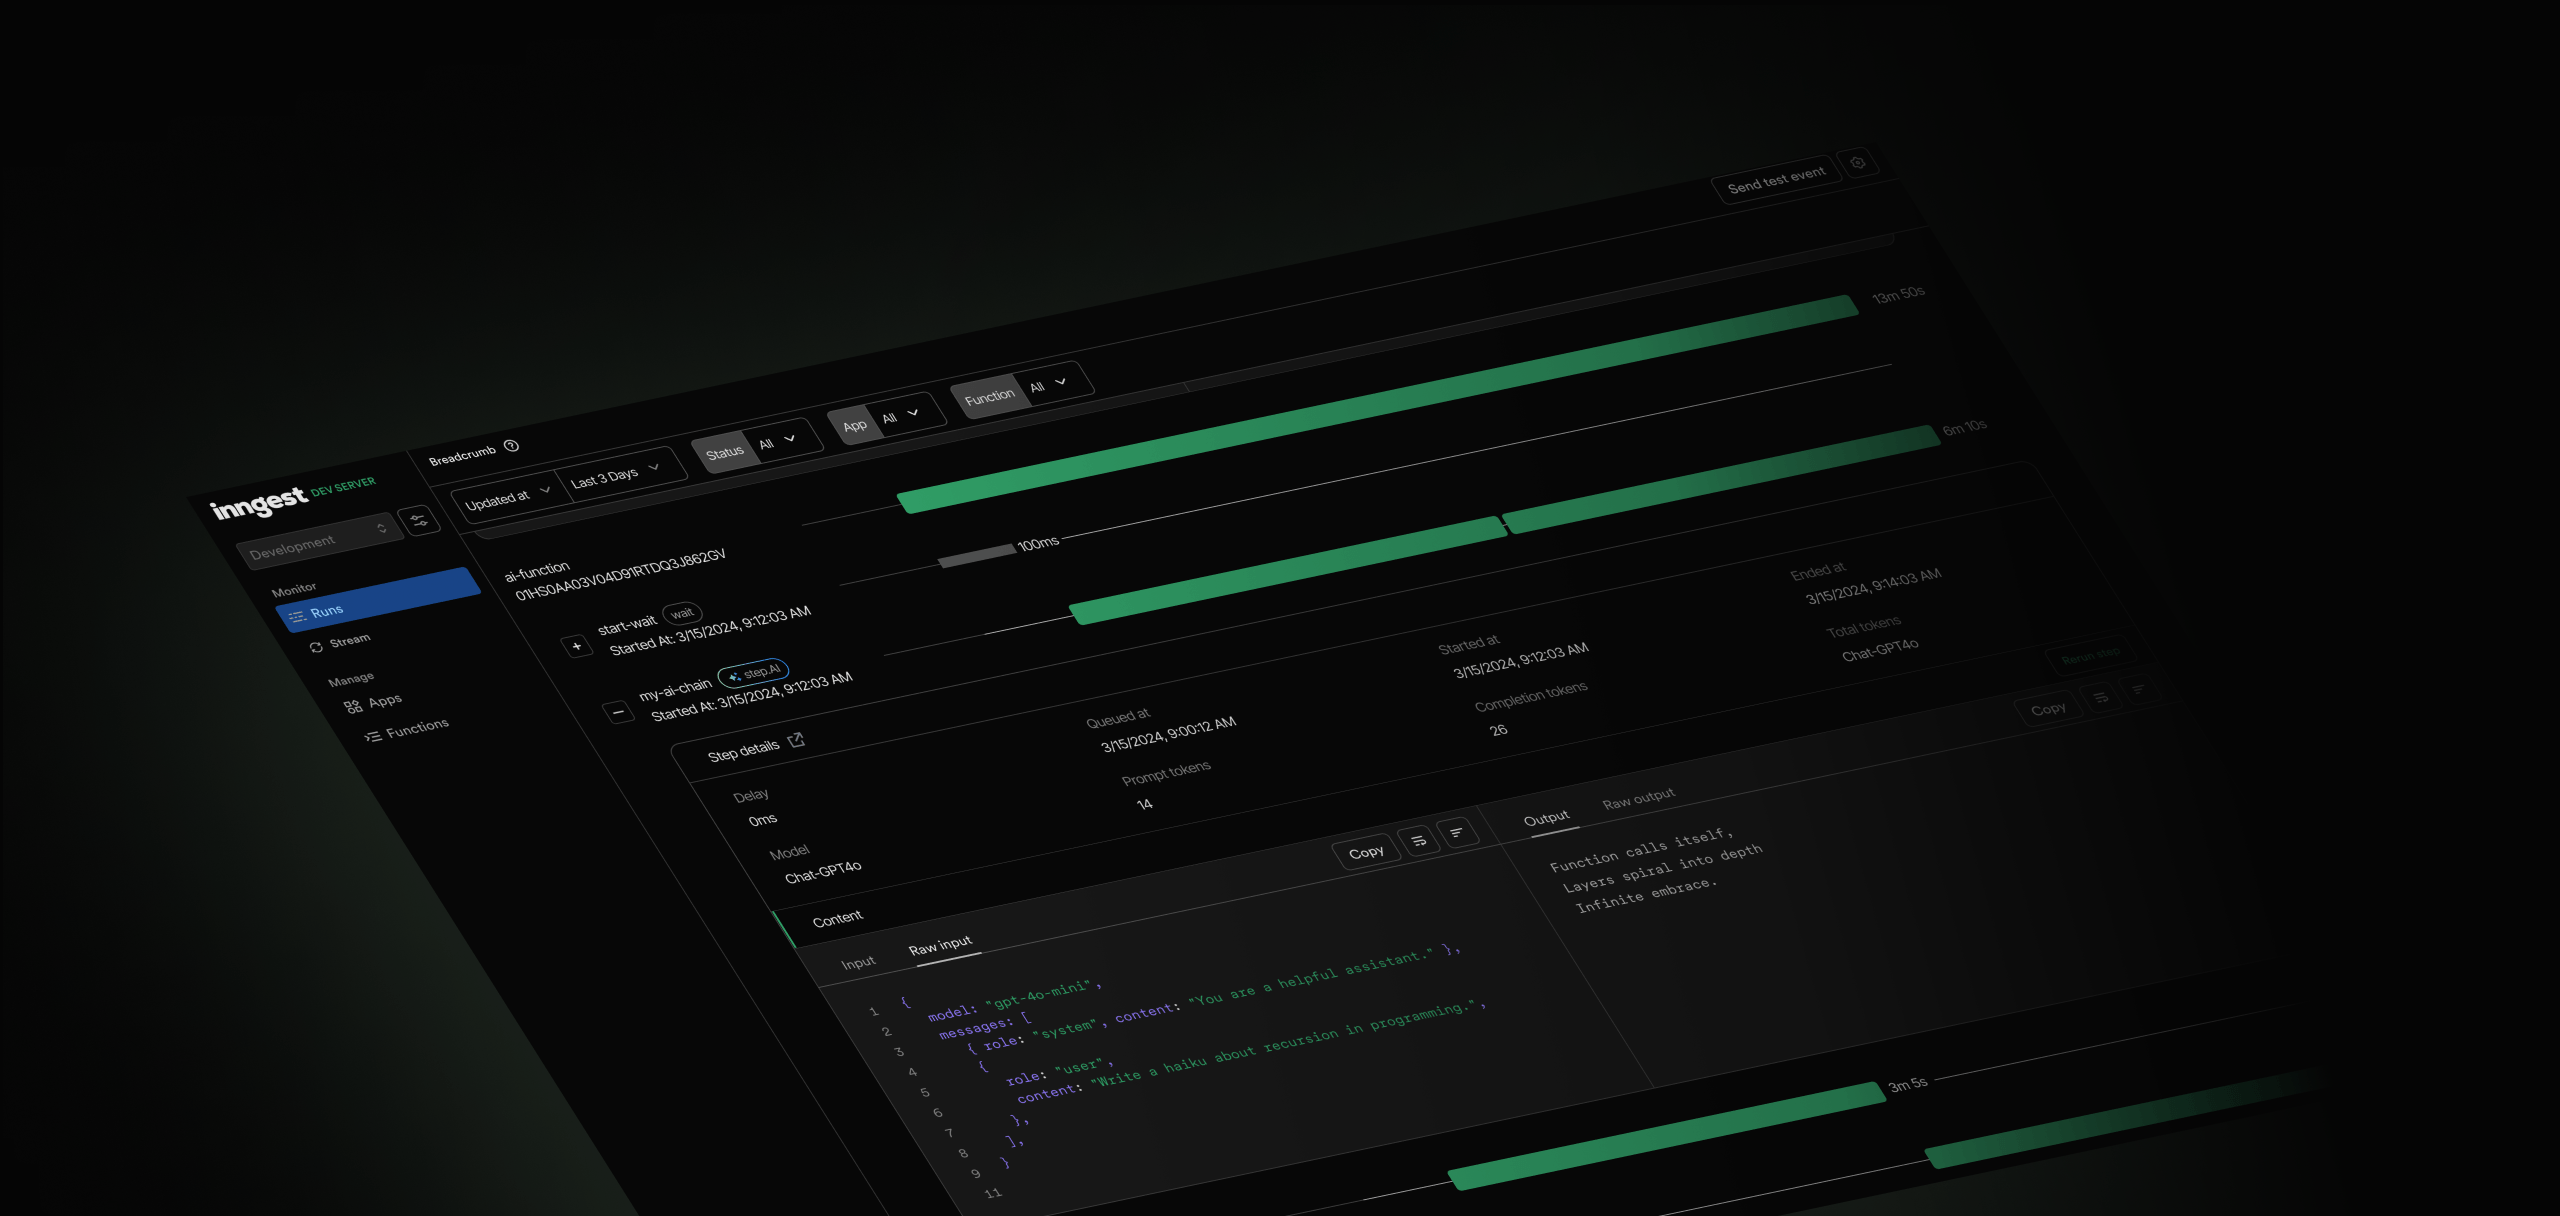 Send test event
Breadcrumb
inngest DEV SERVER
Development
Monitor
Runs
Stream
Manage
Apps
Functions
Updated at
Last 3 Days
Status All
App All
Function All
ai-function
01HS0AA03V04D91RTDQ3J862GV
13m 50s
start-wait wait
Started At: 3/15/2024, 9:12:03 AM
100ms
my-ai-chain step.AI
Started At: 3/15/2024, 9:12:03 AM
6m 10s
Step details
Rerun step
Delay
0ms
Queued at
3/15/2024, 9:00:12 AM
Started at
3/15/2024, 9:12:03 AM
Ended at
3/15/2024, 9:14:03 AM
Model
Chat-GPT4o
Prompt tokens
14
Completion tokens
26
Total tokens
Chat-GPT4o
Content
Input
Raw input
Copy
1 {
2 model: "gpt-4o-mini",
3 messages: [
4 { role: "system", content: "You are a helpful assistant." },
5 {
6 role: "user",
7 content: "Write a haiku about recursion in programming.",
8 },
9 ],
11 }
Output
Raw output
Copy
Function calls itself,
Layers spiral into depth
Infinite embrace.
3m 5s